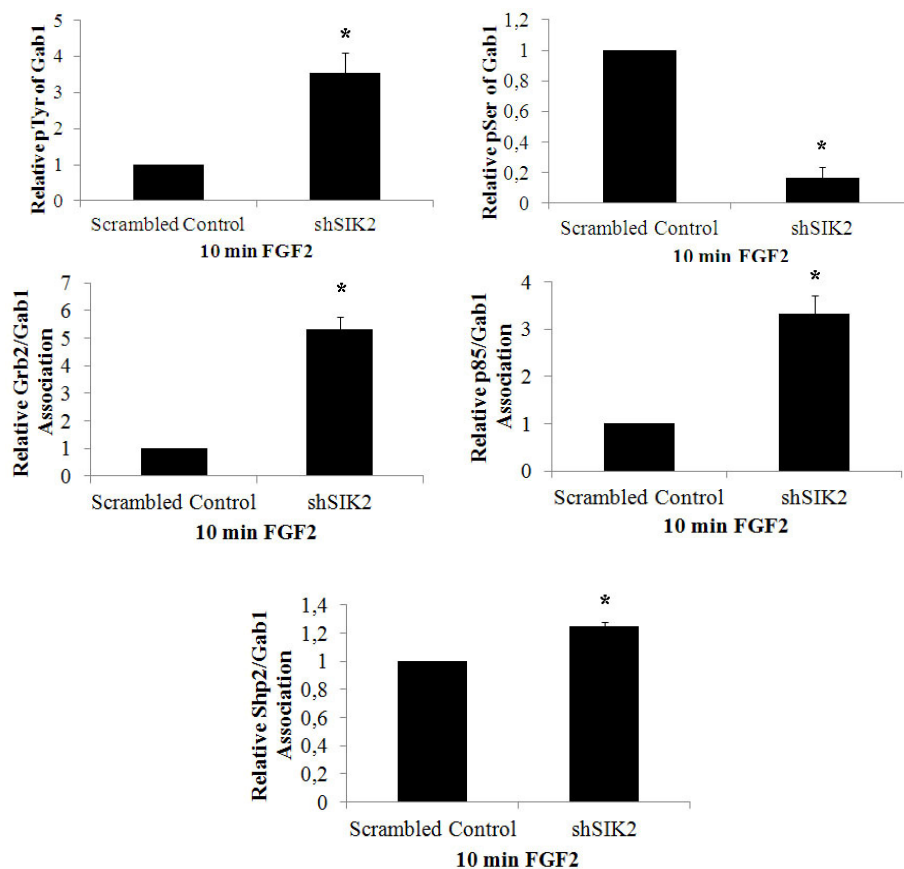 Relative pTyr of Gab1
5
4
3
2
1
0
*
Scrambled Control shSIK2
10 min FGF2
Relative pSer of Gab1
1,2
1
0,8
0,6
0,4
0,2
0
*
Scrambled Control shSIK2
10 min FGF2
Relative Grb2/Gab1
Association
7
6
5
4
3
2
1
0
*
Scrambled Control shSIK2
10 min FGF2
Relative p85/Gab1
Association
4
3
2
1
0
*
Scrambled Control shSIK2
10 min FGF2
Relative Shp2/Gab1
Association
1,4
1,2
1
0,8
0,6
0,4
0,2
0
*
Scrambled Control shSIK2
10 min FGF2